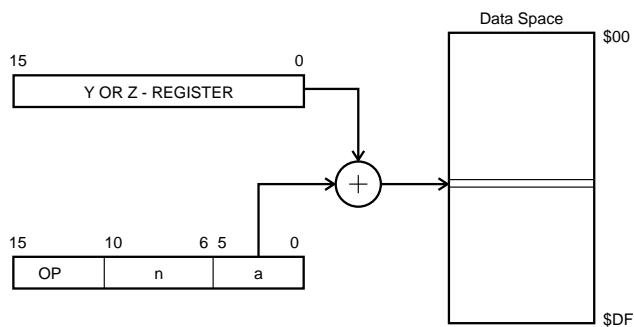 Data Space
$00
15 0
Y OR Z - REGISTER
+
15 10 6 5 0
OP n a
$DF